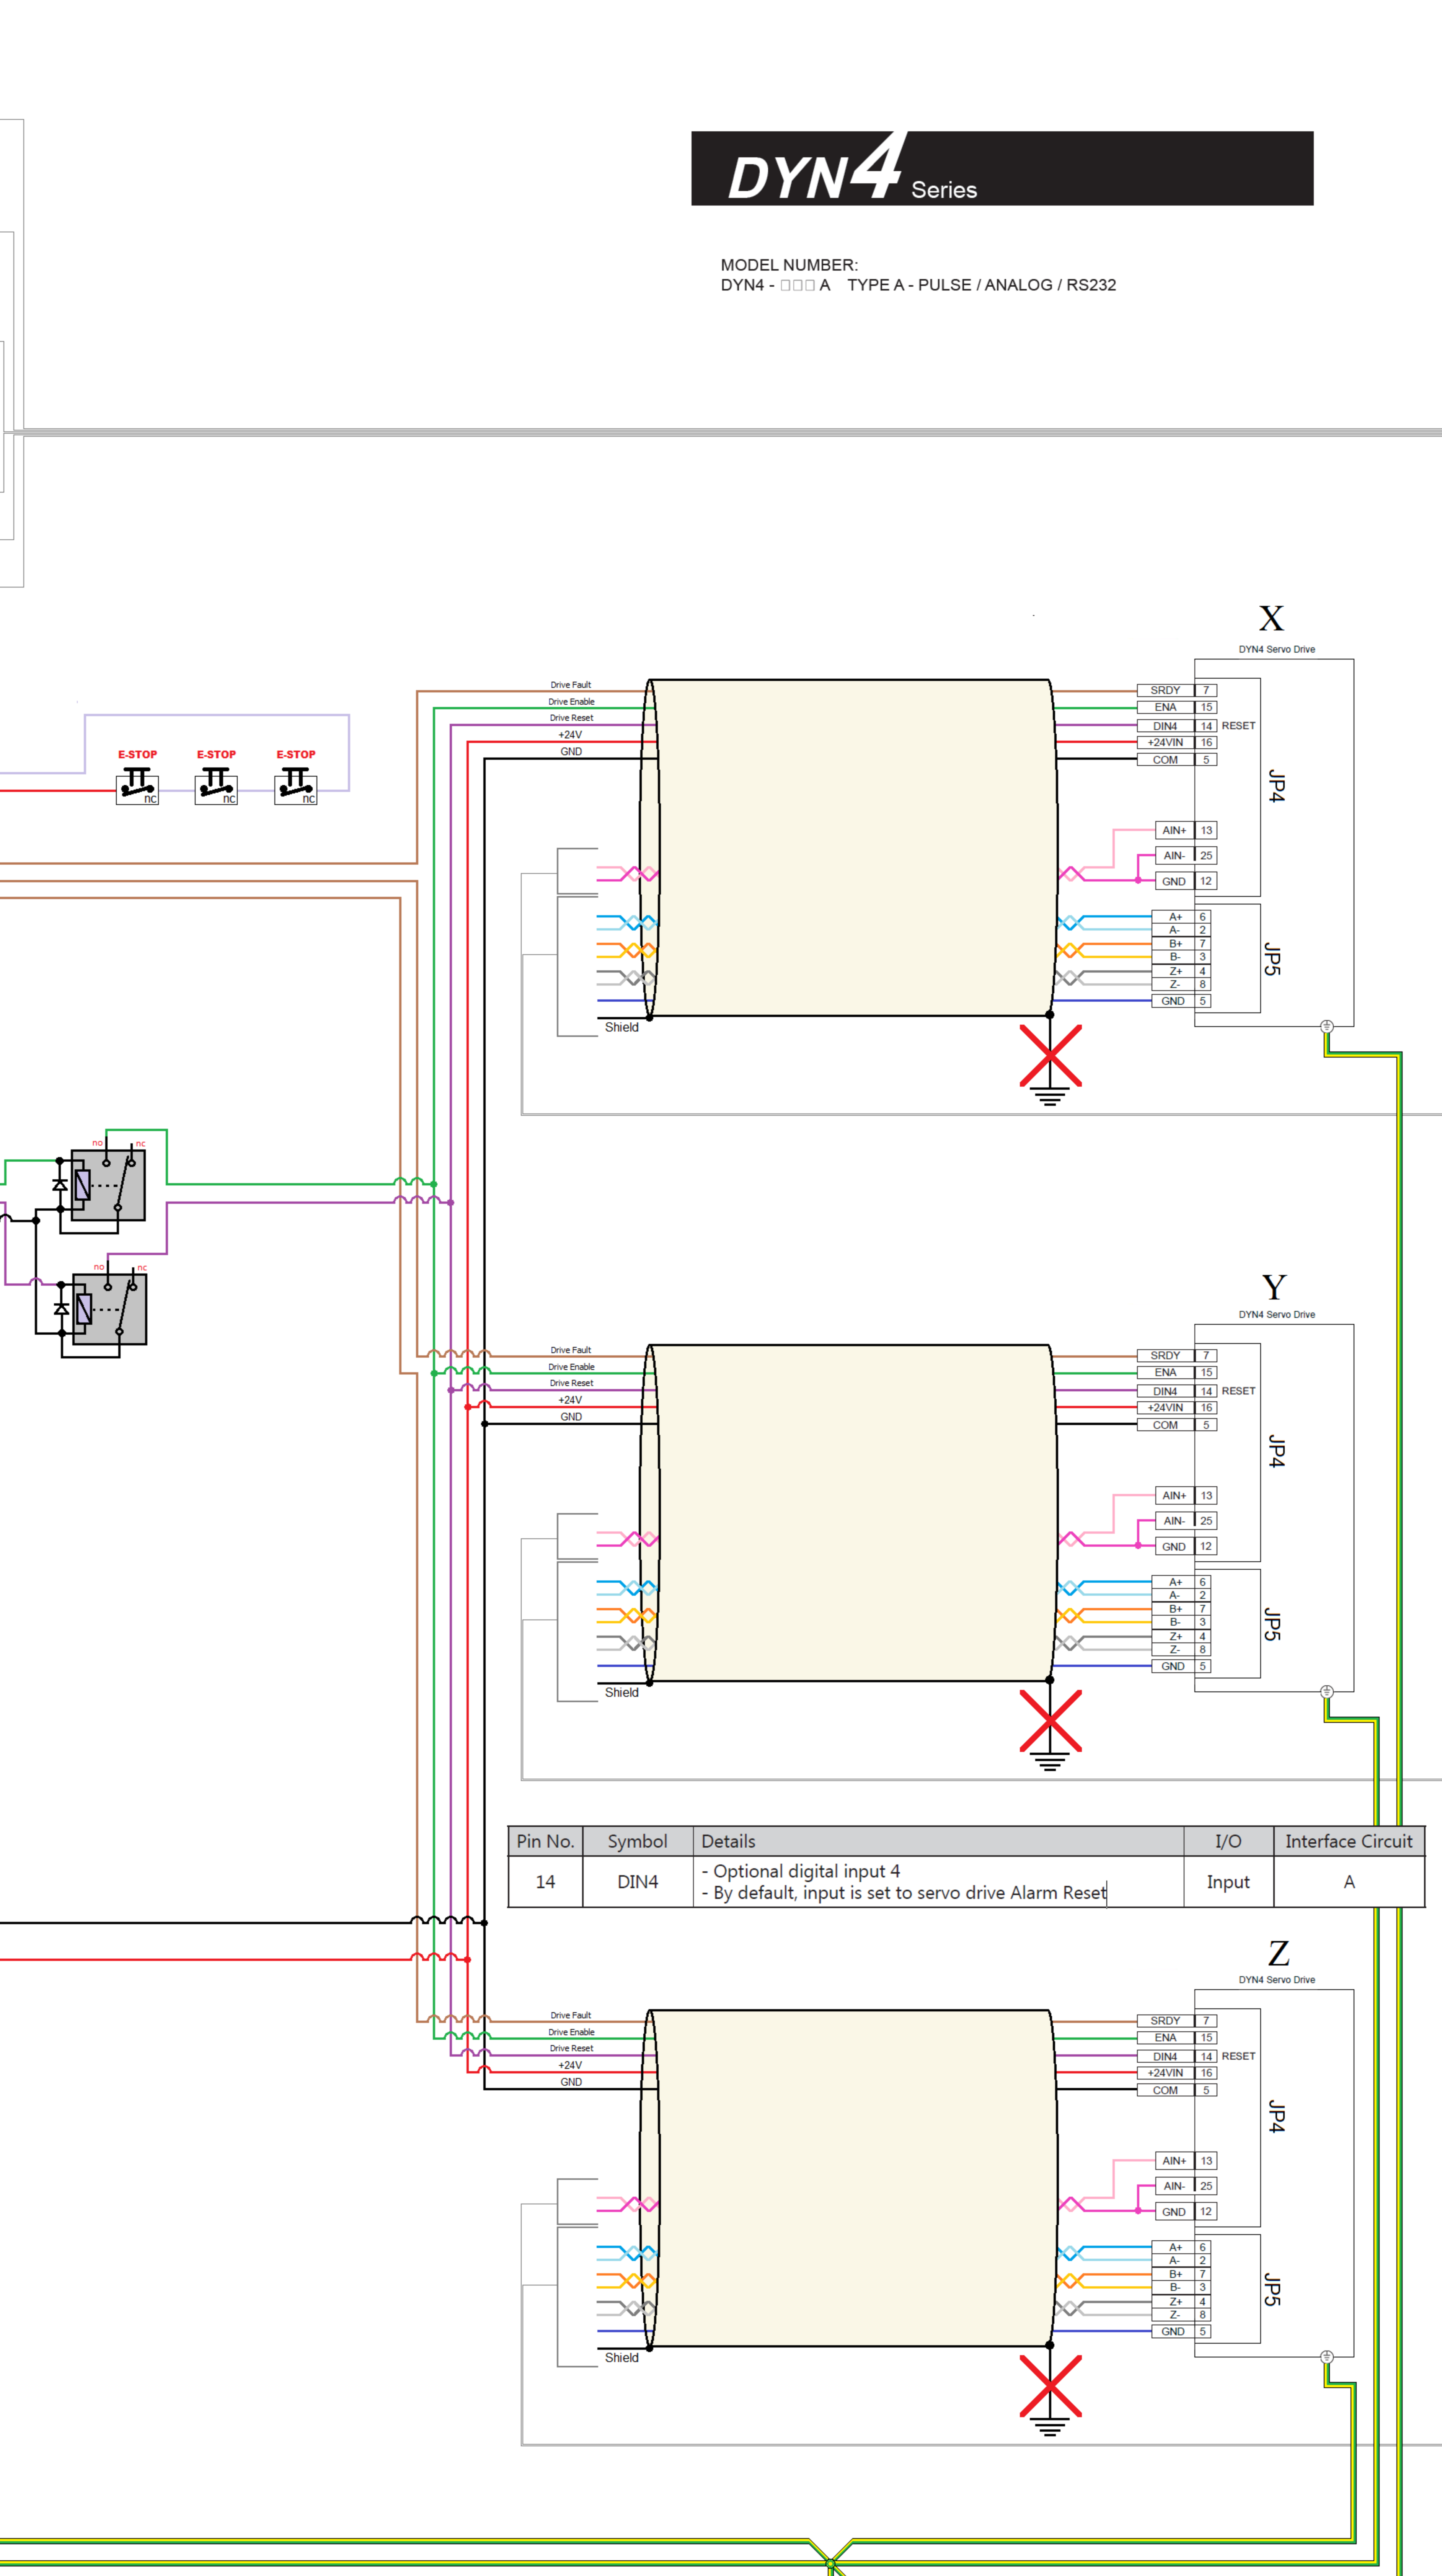 DYN4 Series
MODEL NUMBER:
DYN4 - □□□ A TYPE A - PULSE / ANALOG / RS232
X
DYN4 Servo Drive
Drive Fault
Drive Enable
Drive Reset
+24V
GND
SRDY 7
ENA 15
DIN4 14 RESET
+24VIN 16
COM 5
JP4
AIN+ 13
AIN- 25
GND 12
A+ 6
A- 2
B+ 7
B- 3
Z+ 4
Z- 8
GND 5
JP5
Shield
E-STOP E-STOP E-STOP
nc nc nc
no nc
no nc
Y
DYN4 Servo Drive
Drive Fault
Drive Enable
Drive Reset
+24V
GND
SRDY 7
ENA 15
DIN4 14 RESET
+24VIN 16
COM 5
JP4
AIN+ 13
AIN- 25
GND 12
A+ 6
A- 2
B+ 7
B- 3
Z+ 4
Z- 8
GND 5
JP5
Shield
Pin No. Symbol Details I/O Interface Circuit
14 DIN4 - Optional digital input 4 Input A
- By default, input is set to servo drive Alarm Reset
Z
DYN4 Servo Drive
Drive Fault
Drive Enable
Drive Reset
+24V
GND
SRDY 7
ENA 15
DIN4 14 RESET
+24VIN 16
COM 5
JP4
AIN+ 13
AIN- 25
GND 12
A+ 6
A- 2
B+ 7
B- 3
Z+ 4
Z- 8
GND 5
JP5
Shield